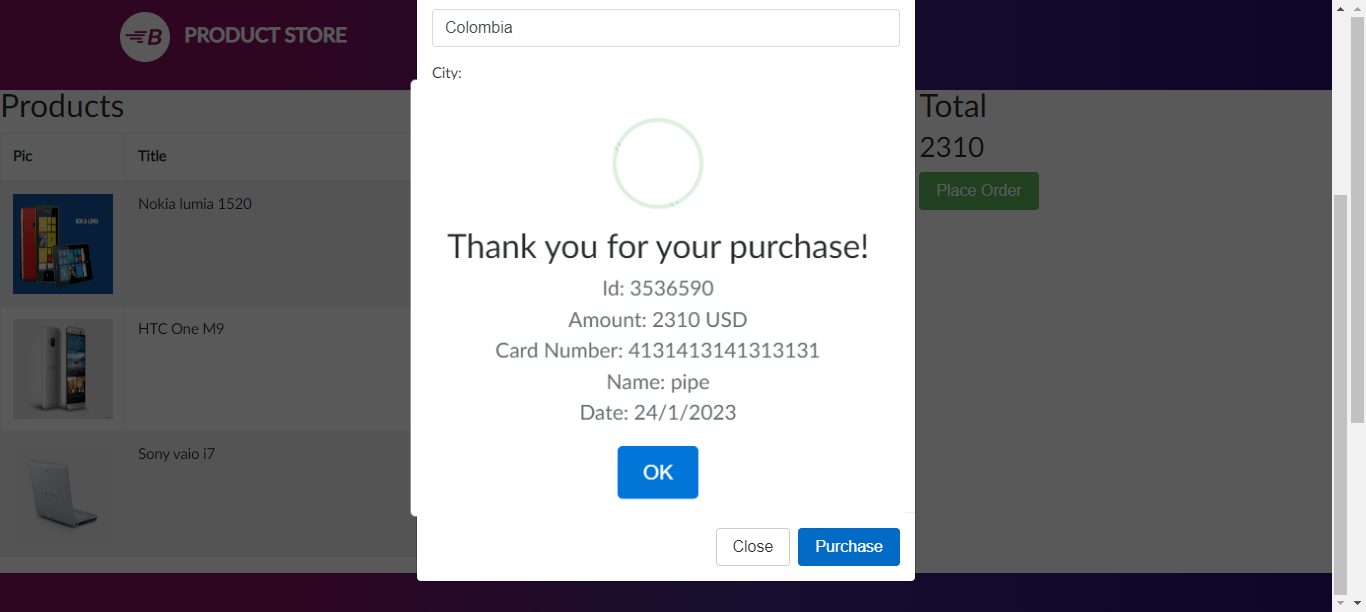 PRODUCT STORE
Colombia
City:
Products
Pic Title
Nokia lumia 1520
HTC One M9
Sony vaio i7
Total
2310
Place Order
Thank you for your purchase!
Id: 3536590
Amount: 2310 USD
Card Number: 4131413141313131
Name: pipe
Date: 24/1/2023
OK
Close Purchase